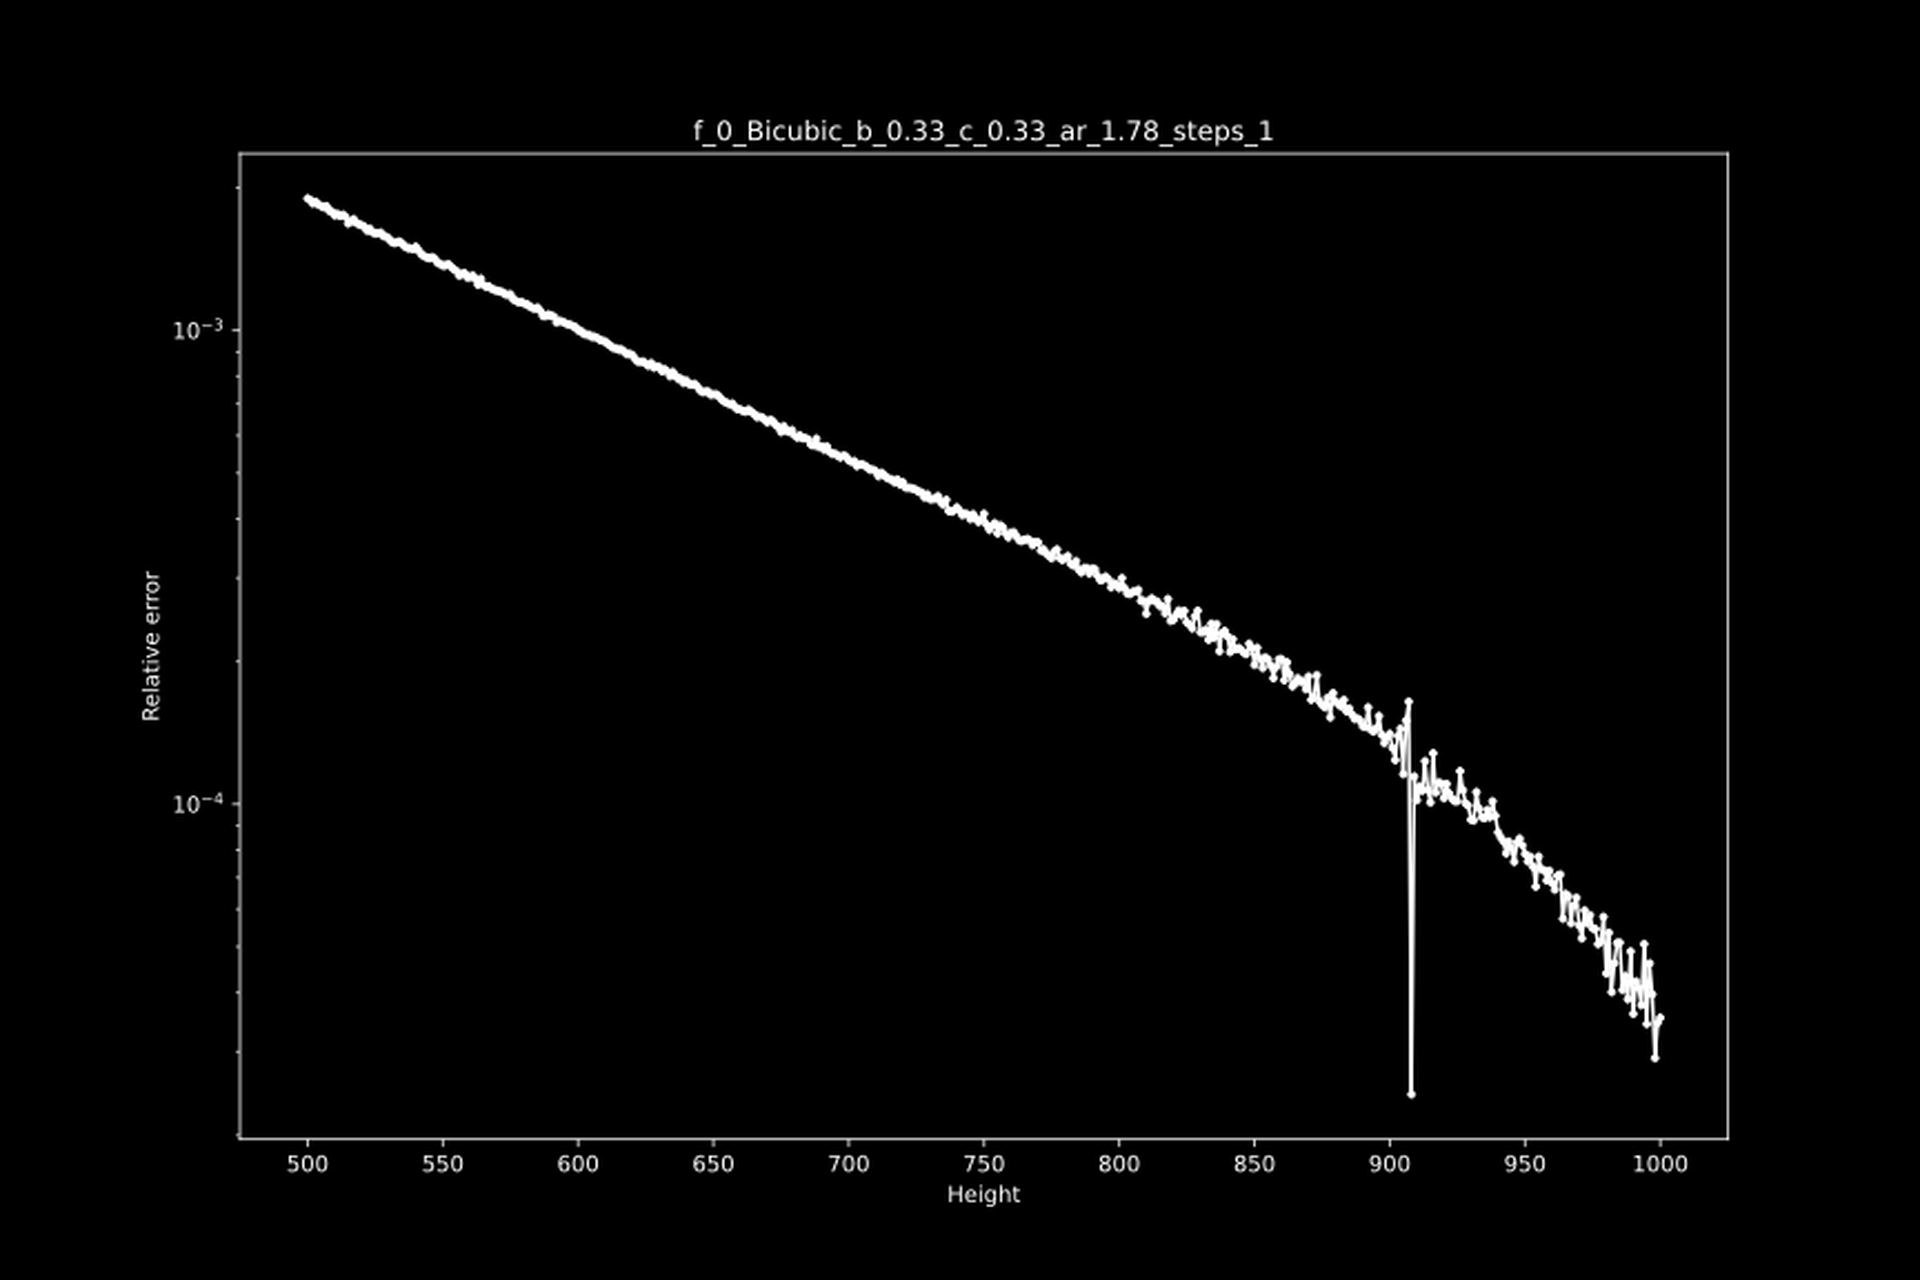 f_0_Bicubic_b_0.33_c_0.33_ar_1.78_steps_1
Relative error
10⁻³
10⁻⁴
500 550 600 650 700 750 800 850 900 950 1000
Height